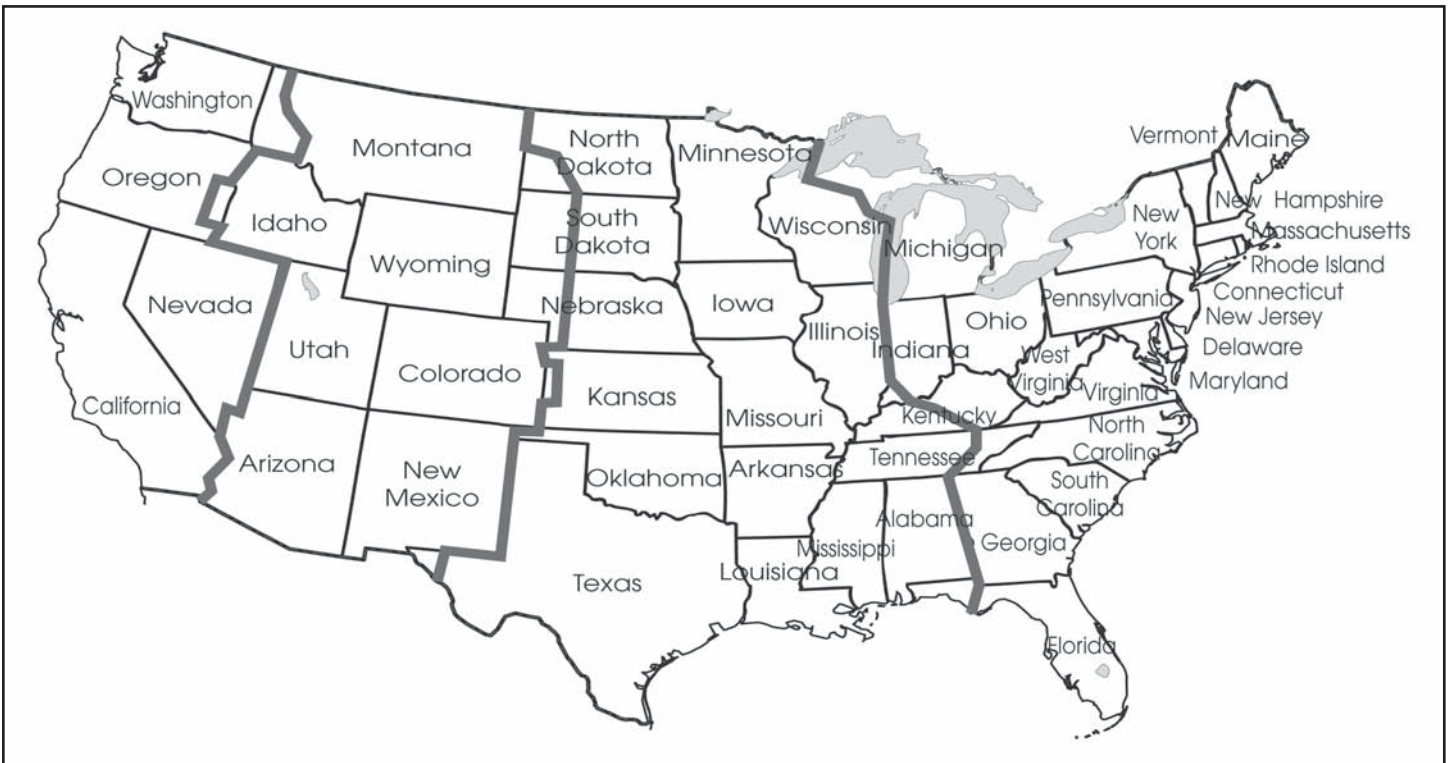 Washington
Oregon
California
Nevada
Idaho
Montana
Wyoming
Utah
Colorado
Arizona
New
Mexico
North
Dakota
South
Dakota
Nebraska
Kansas
Oklahoma
Texas
Minnesota
Iowa
Missouri
Arkansas
Louisiana
Wisconsin
Illinois
Michigan
Indiana
Ohio
Kentucky
Tennessee
Mississippi
Alabama
Georgia
Florida
South
Carolina
North
Carolina
Virginia
West
Virginia
Pennsylvania
New
York
Vermont
Maine
New Hampshire
Massachusetts
Rhode Island
Connecticut
New Jersey
Delaware
Maryland